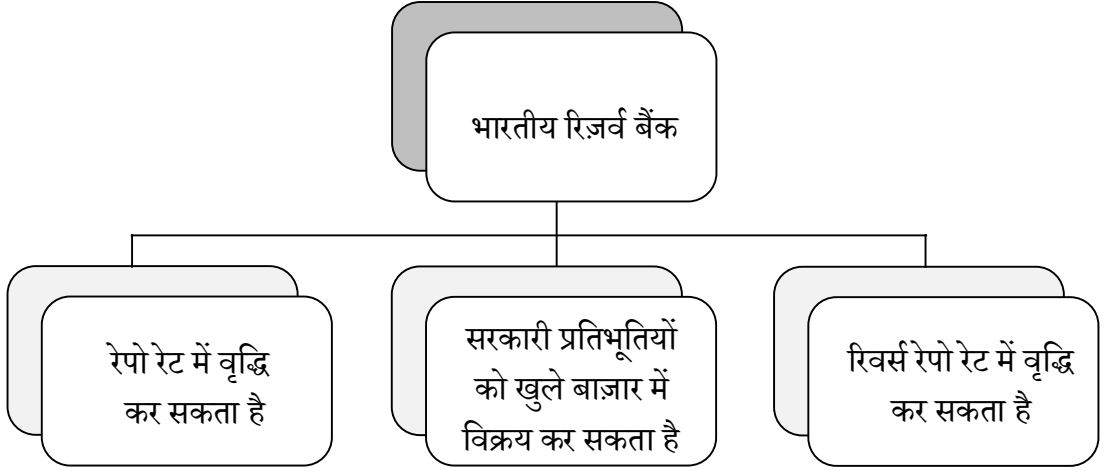 भारतीय रिज़र्व बैंक
रेपो रेट में वृद्धि
कर सकता है
सरकारी प्रतिभूतियों
को खुले बाज़ार में
विक्रय कर सकता है
रिवर्स रेपो रेट में वृद्धि
कर सकता है